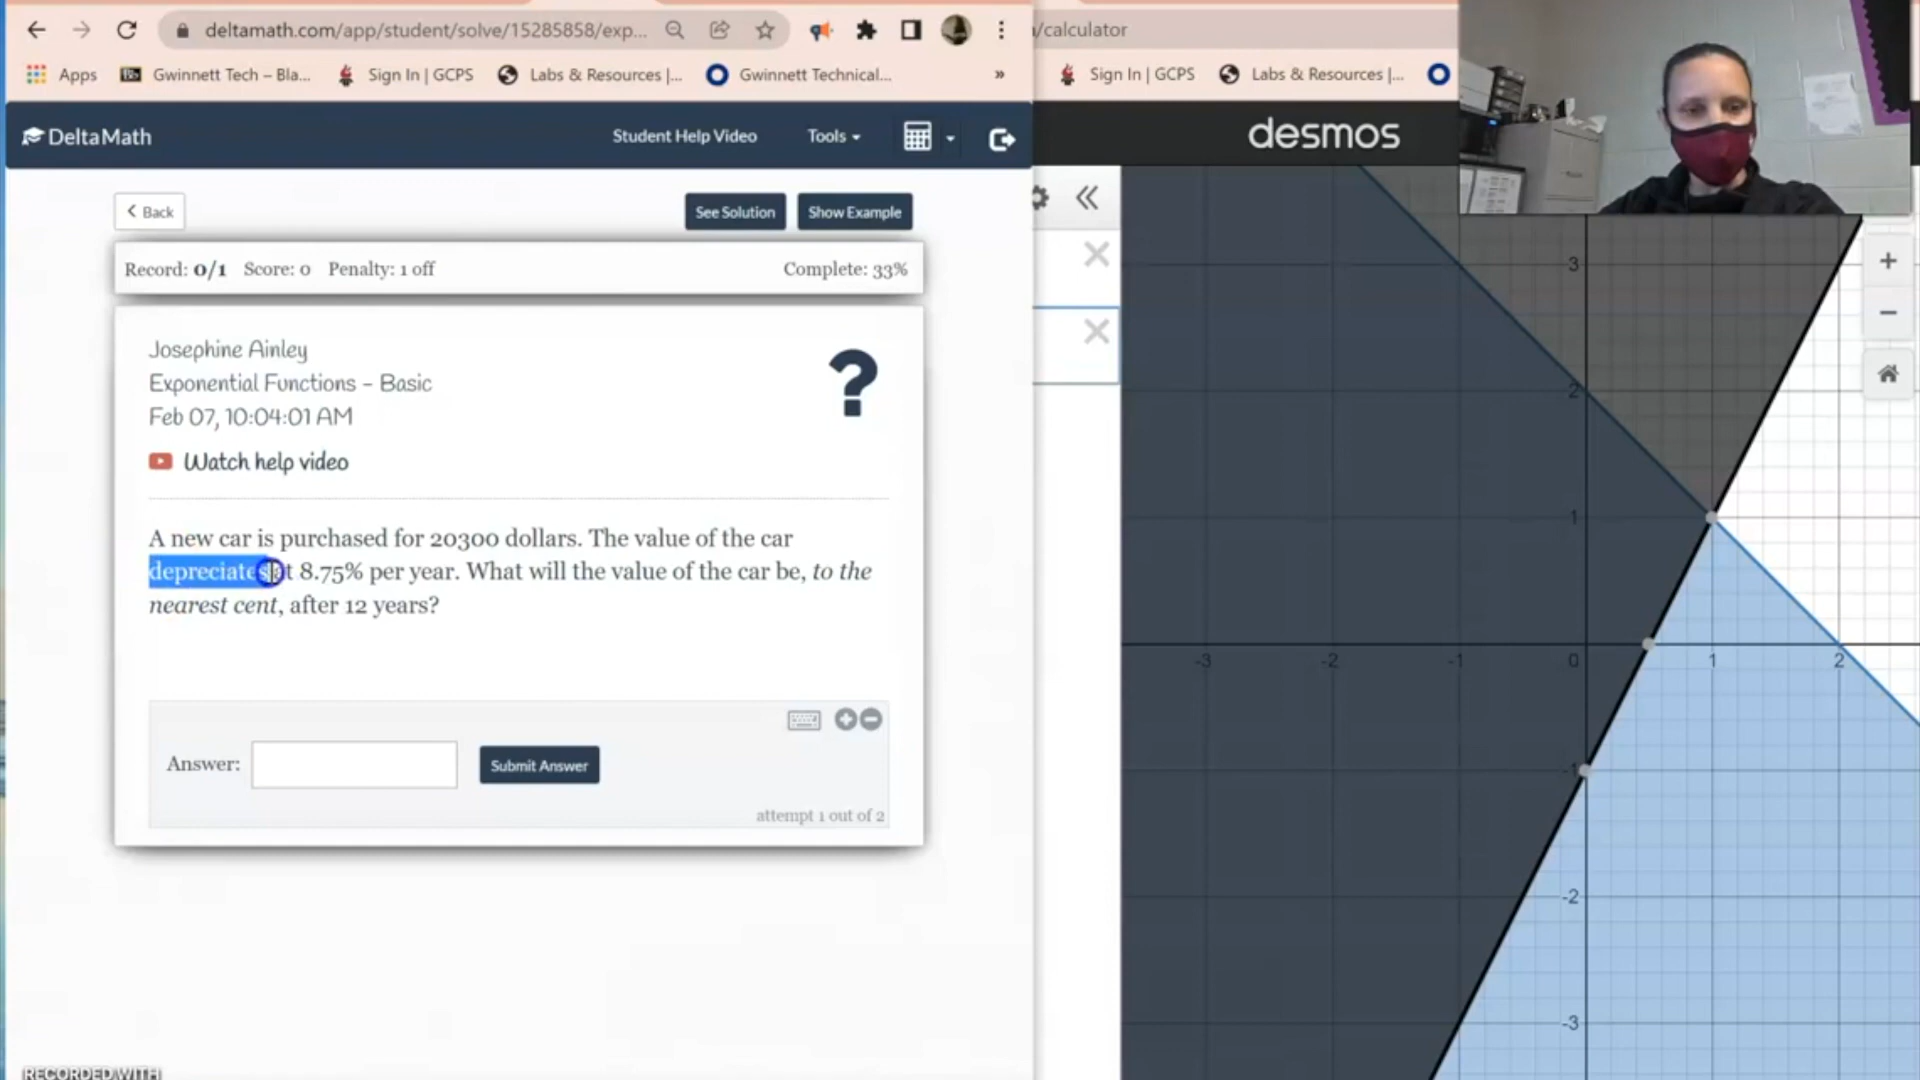 deltamath.com/app/student/solve/15285858/exp...
/calculator
Apps
Bb
Gwinnett Tech – Bla...
Sign In | GCPS
Labs & Resources |...
Gwinnett Technical...
»
Sign In | GCPS
Labs & Resources |...
DeltaMath
Student Help Video
Tools
desmos
Back
See Solution
Show Example
Record: 0/1 Score: 0 Penalty: 1 off
Complete: 33%
Josephine Ainley
Exponential Functions - Basic
Feb 07, 10:04:01 AM
?
Watch help video
A new car is purchased for 20300 dollars. The value of the car
depreciates at 8.75% per year. What will the value of the car be, to the
nearest cent, after 12 years?
Answer:
Submit Answer
attempt 1 out of 2
3
2
1
-3
-2
-1
0
1
2
-1
-2
-3
RECORDED WITH